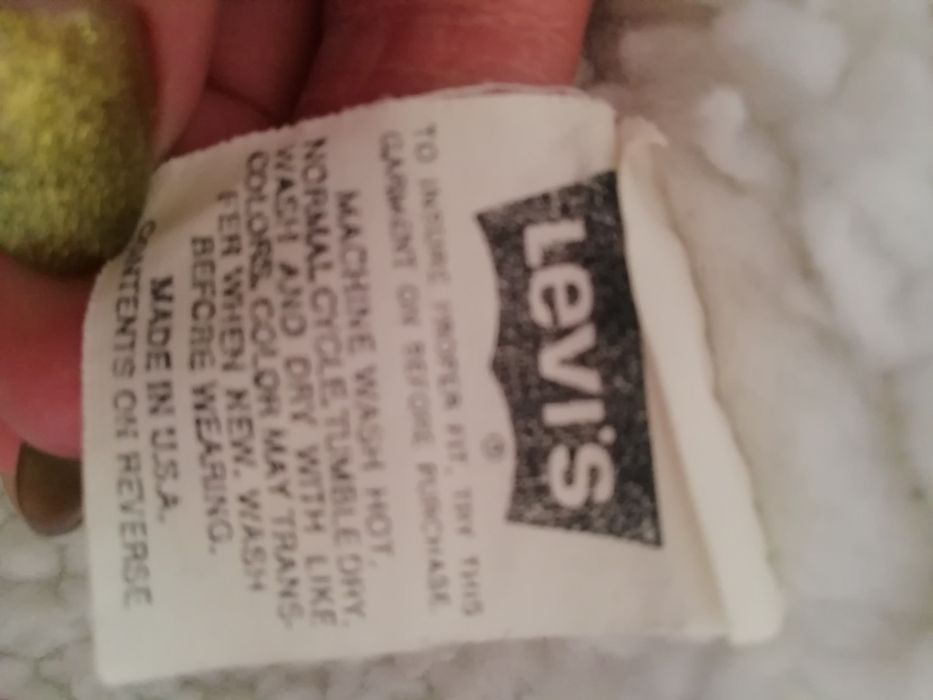 Levi's
®
TO INSURE PROPER FIT, TRY THIS
GARMENT ON BEFORE PURCHASE.
MACHINE WASH HOT,
NORMAL CYCLE, TUMBLE DRY.
WASH AND DRY WITH LIKE
COLORS. COLOR MAY TRANS-
FER WHEN NEW. WASH
BEFORE WEARING.
MADE IN U.S.A.
CONTENTS ON REVERSE